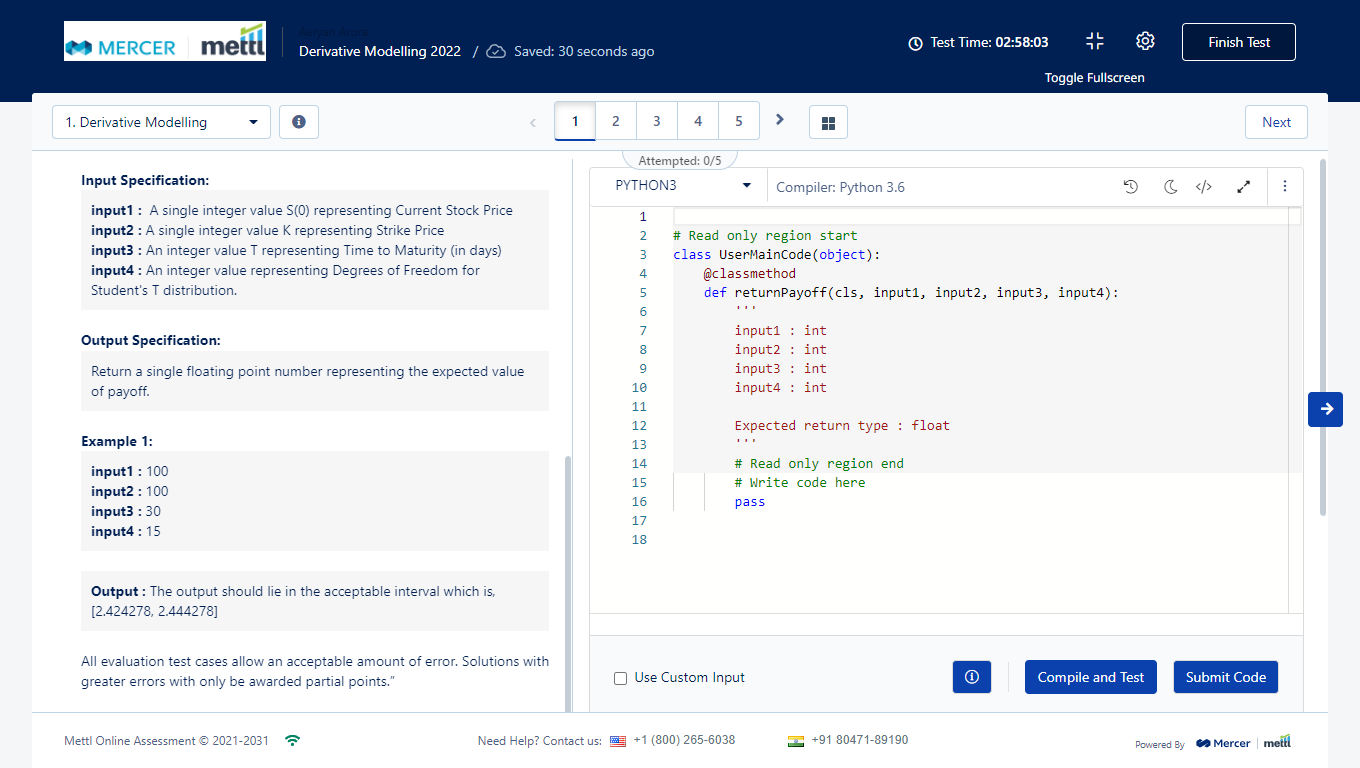 MERCER
mettl
Derivative Modelling 2022 / Saved: 30 seconds ago
Test Time: 02:58:03
Finish Test
Toggle Fullscreen
1. Derivative Modelling
1 2 3 4 5
Next
Attempted: 0/5
Input Specification:
input1 : A single integer value S(0) representing Current Stock Price
input2 : A single integer value K representing Strike Price
input3 : An integer value T representing Time to Maturity (in days)
input4 : An integer value representing Degrees of Freedom for
Student's T distribution.
Output Specification:
Return a single floating point number representing the expected value
of payoff.
Example 1:
input1 : 100
input2 : 100
input3 : 30
input4 : 15
Output : The output should lie in the acceptable interval which is,
[2.424278, 2.444278]
All evaluation test cases allow an acceptable amount of error. Solutions with
greater errors with only be awarded partial points.”
PYTHON3
Compiler: Python 3.6
1
2 # Read only region start
3 class UserMainCode(object):
4 @classmethod
5 def returnPayoff(cls, input1, input2, input3, input4):
6 '''
7 input1 : int
8 input2 : int
9 input3 : int
10 input4 : int
11
12 Expected return type : float
13 '''
14 # Read only region end
15 # Write code here
16 pass
17
18
Use Custom Input
Compile and Test
Submit Code
Mettl Online Assessment © 2021-2031
Need Help? Contact us: +1 (800) 265-6038
+91 80471-89190
Powered By Mercer mettl